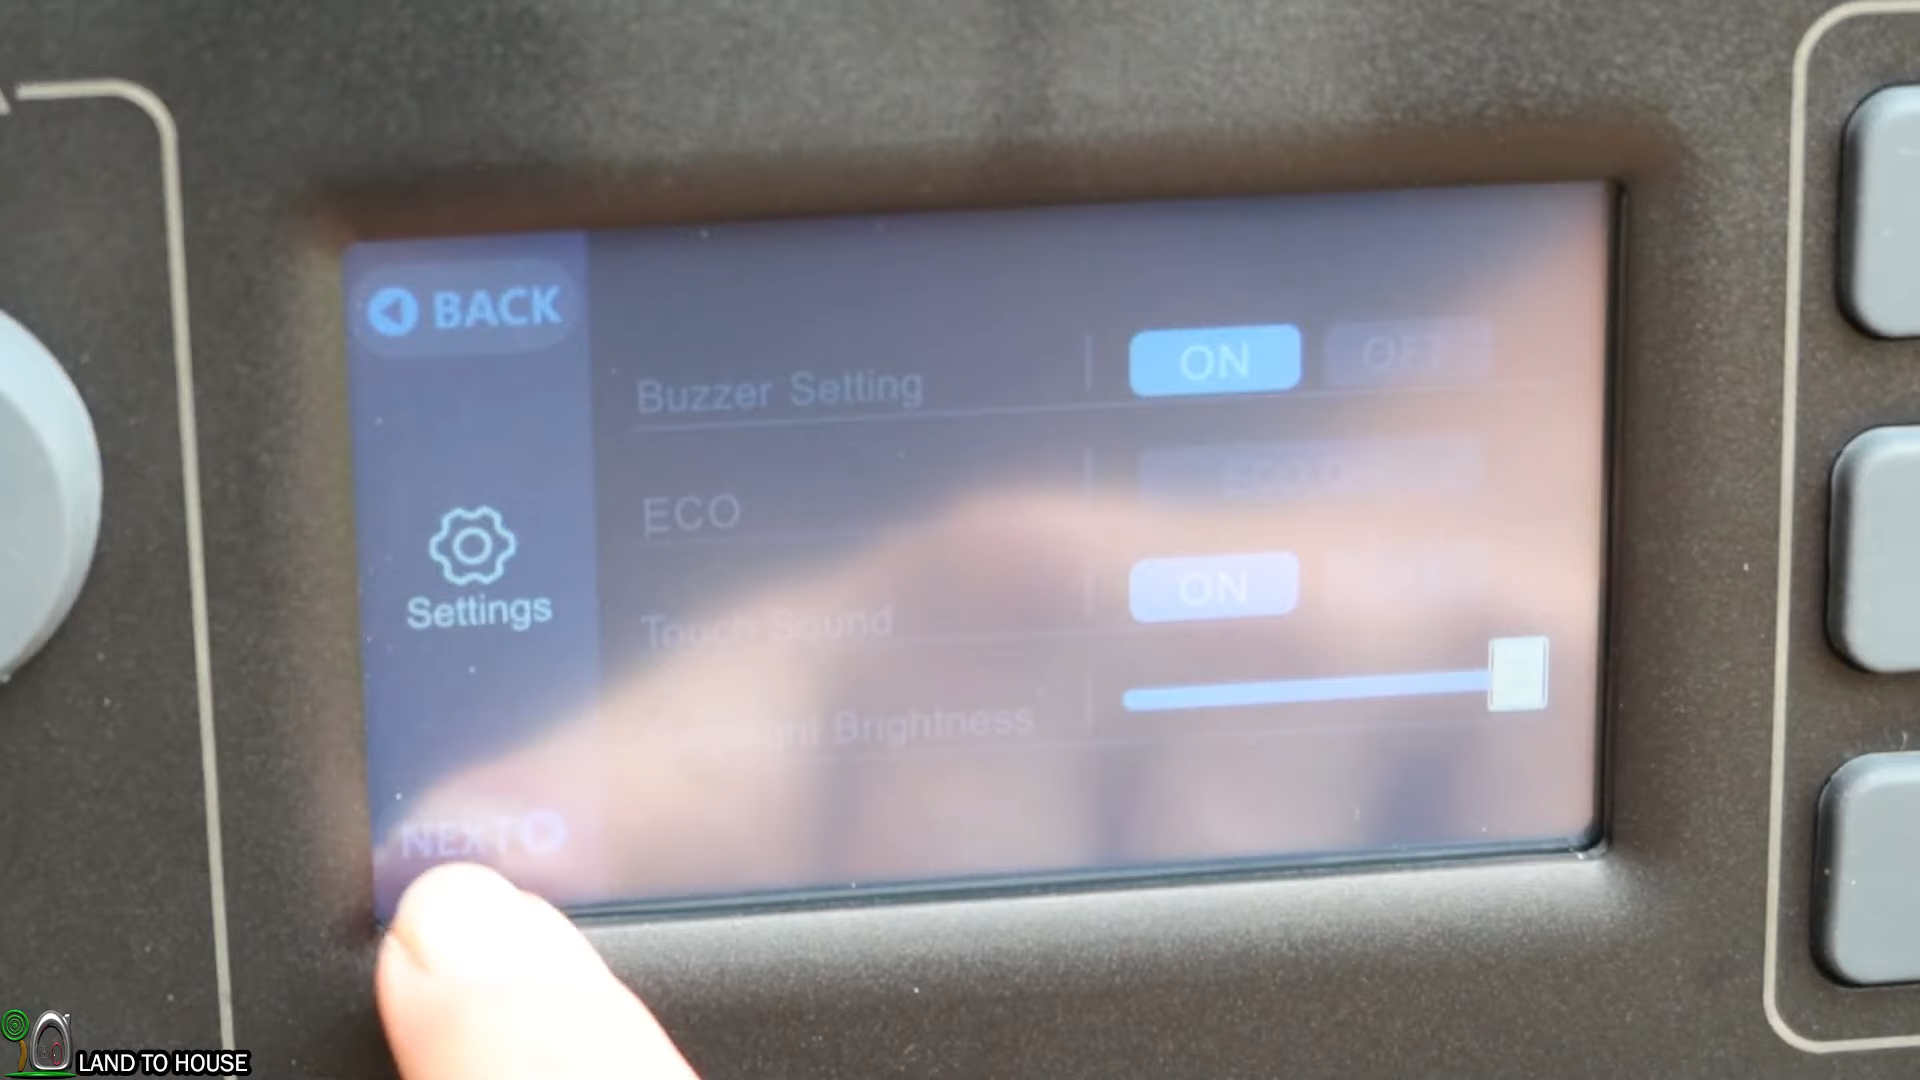 BACK
Buzzer Setting
ON
OFF
ECO
Settings
Touch Sound
ON
Brightness
NEXT
LAND TO HOUSE